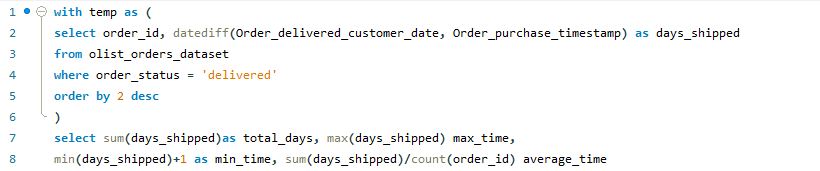 1 with temp as (
2 select order_id, datediff(Order_delivered_customer_date, Order_purchase_timestamp) as days_shipped
3 from olist_orders_dataset
4 where order_status = 'delivered'
5 order by 2 desc
6 )
7 select sum(days_shipped)as total_days, max(days_shipped) max_time,
8 min(days_shipped)+1 as min_time, sum(days_shipped)/count(order_id) average_time